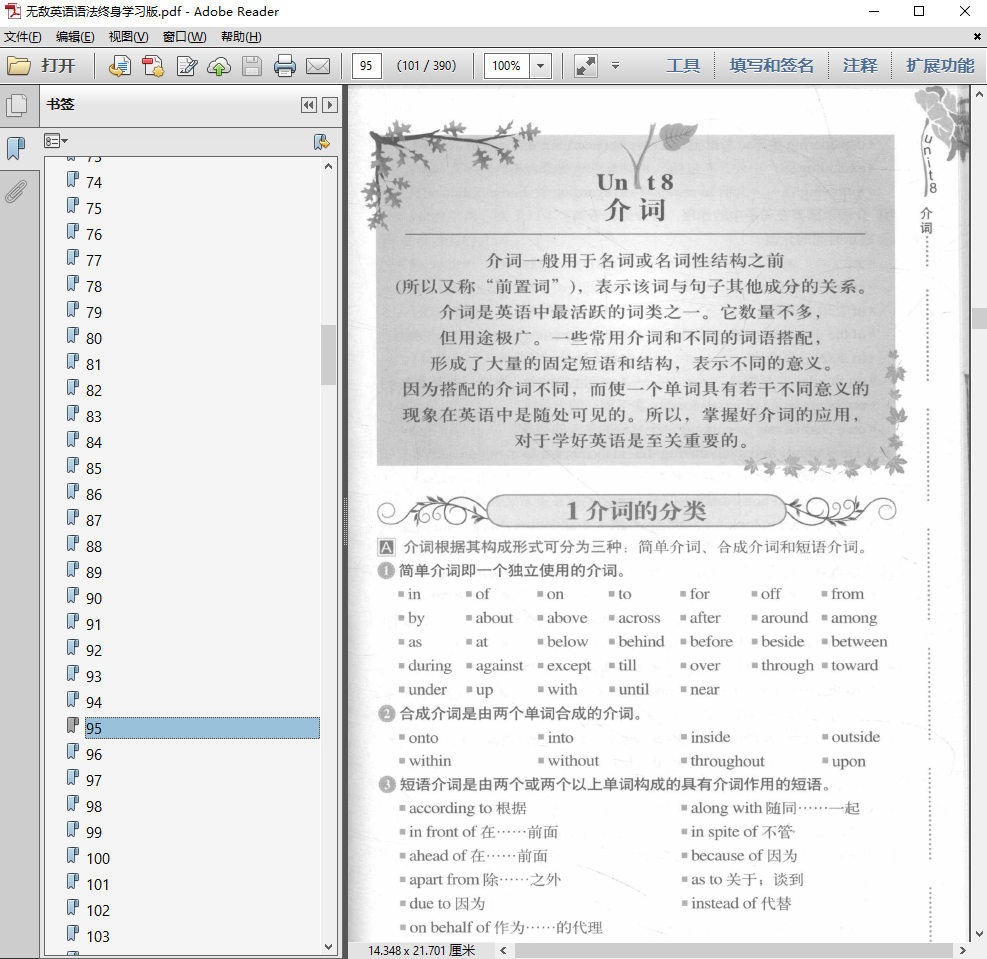 无敌英语语法终身学习版.pdf - Adobe Reader
文件(F) 编辑(E) 视图(V) 窗口(W) 帮助(H)
打开 95 (101 / 390) 100% 工具 填写和签名 注释 扩展功能
书签
73
74
75
76
77
78
79
80
81
82
83
84
85
86
87
88
89
90
91
92
93
94
95
96
97
98
99
100
101
102
103
unit8 介词
Un t 8
介词
介词一般用于名词或名词性结构之前
(所以又称“前置词”)，表示该词与句子其他成分的关系。
介词是英语中最活跃的词类之一。它数量不多，
但用途极广。一些常用介词和不同的词语搭配，
形成了大量的固定短语和结构，表示不同的意义。
因为搭配的介词不同，而使一个单词具有若干不同意义的
现象在英语中是随处可见的。所以，掌握好介词的应用，
对于学好英语是至关重要的。
1 介词的分类
A 介词根据其构成形式可分为三种：简单介词、合成介词和短语介词。
1 简单介词即一个独立使用的介词。
in of on to for off from
by about above across after around among
as at below behind before beside between
during against except till over through toward
under up with until near
2 合成介词是由两个单词合成的介词。
onto into inside outside
within without throughout upon
3 短语介词是由两个或两个以上单词构成的具有介词作用的短语。
according to 根据 along with 随同……一起
in front of 在……前面 in spite of 不管
ahead of 在……前面 because of 因为
apart from 除……之外 as to 关于；谈到
due to 因为 instead of 代替
on behalf of 作为……的代理
14.348 x 21.701 厘米